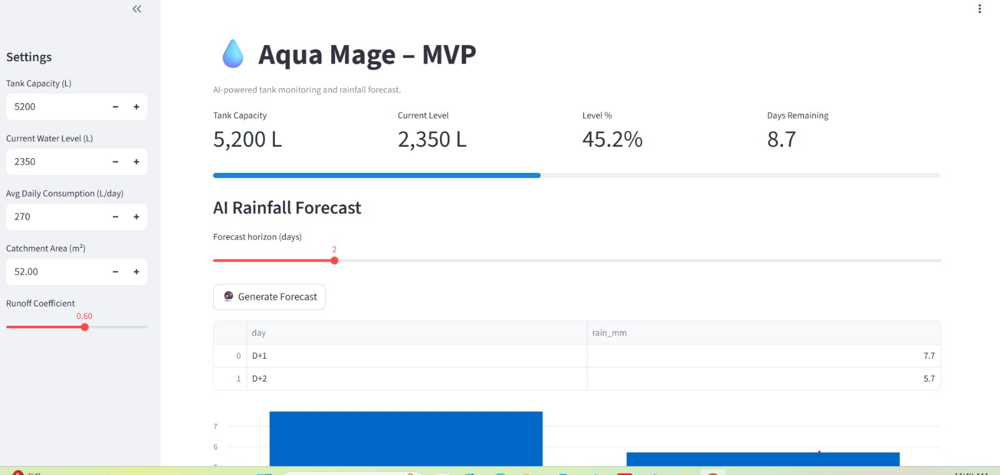 Settings
Tank Capacity (L)
5200
Current Water Level (L)
2350
Avg Daily Consumption (L/day)
270
Catchment Area (m²)
52.00
Runoff Coefficient
0.60
Aqua Mage – MVP
AI-powered tank monitoring and rainfall forecast.
Tank Capacity Current Level Level % Days Remaining
5,200 L 2,350 L 45.2% 8.7
AI Rainfall Forecast
Forecast horizon (days)
2
Generate Forecast
day rain_mm
0 D+1 7.7
1 D+2 5.7
7
6